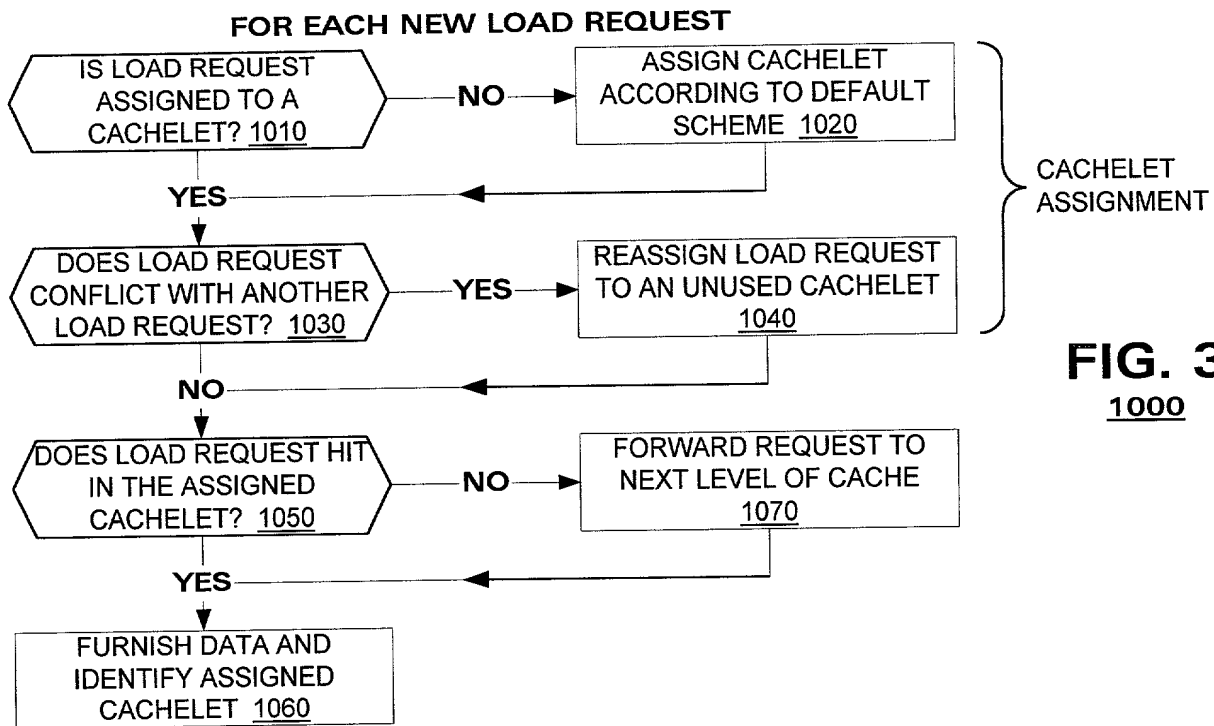 FOR EACH NEW LOAD REQUEST
IS LOAD REQUEST
ASSIGNED TO A
CACHELET? 1010
NO
ASSIGN CACHELET
ACCORDING TO DEFAULT
SCHEME 1020
YES
CACHELET
ASSIGNMENT
DOES LOAD REQUEST
CONFLICT WITH ANOTHER
LOAD REQUEST? 1030
YES
REASSIGN LOAD REQUEST
TO AN UNUSED CACHELET
1040
NO
FIG. 3
1000
DOES LOAD REQUEST HIT
IN THE ASSIGNED
CACHELET? 1050
NO
FORWARD REQUEST TO
NEXT LEVEL OF CACHE
1070
YES
FURNISH DATA AND
IDENTIFY ASSIGNED
CACHELET 1060